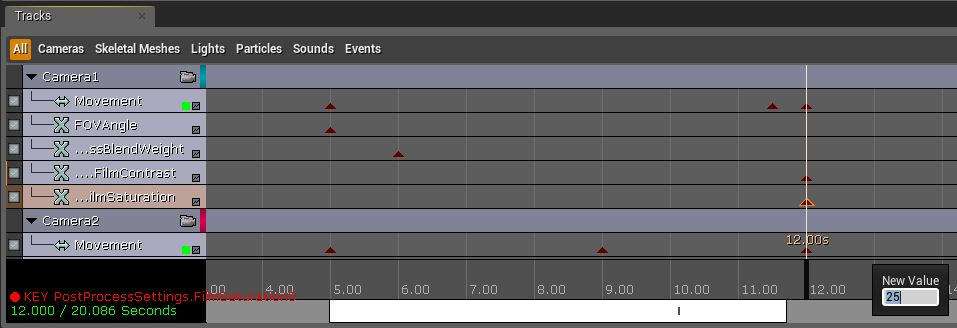 Tracks ×
All Cameras Skeletal Meshes Lights Particles Sounds Events
Camera1
Movement
FOVAngle
...ssBlendWeight
....FilmContrast
...ilmSaturation
Camera2
Movement
12.00s
.00 4.00 5.00 6.00 7.00 8.00 9.00 10.00 11.00 12.00
KEY PostProcessSettings.FilmSaturation0
12.000 / 20.086 Seconds
New Value
25